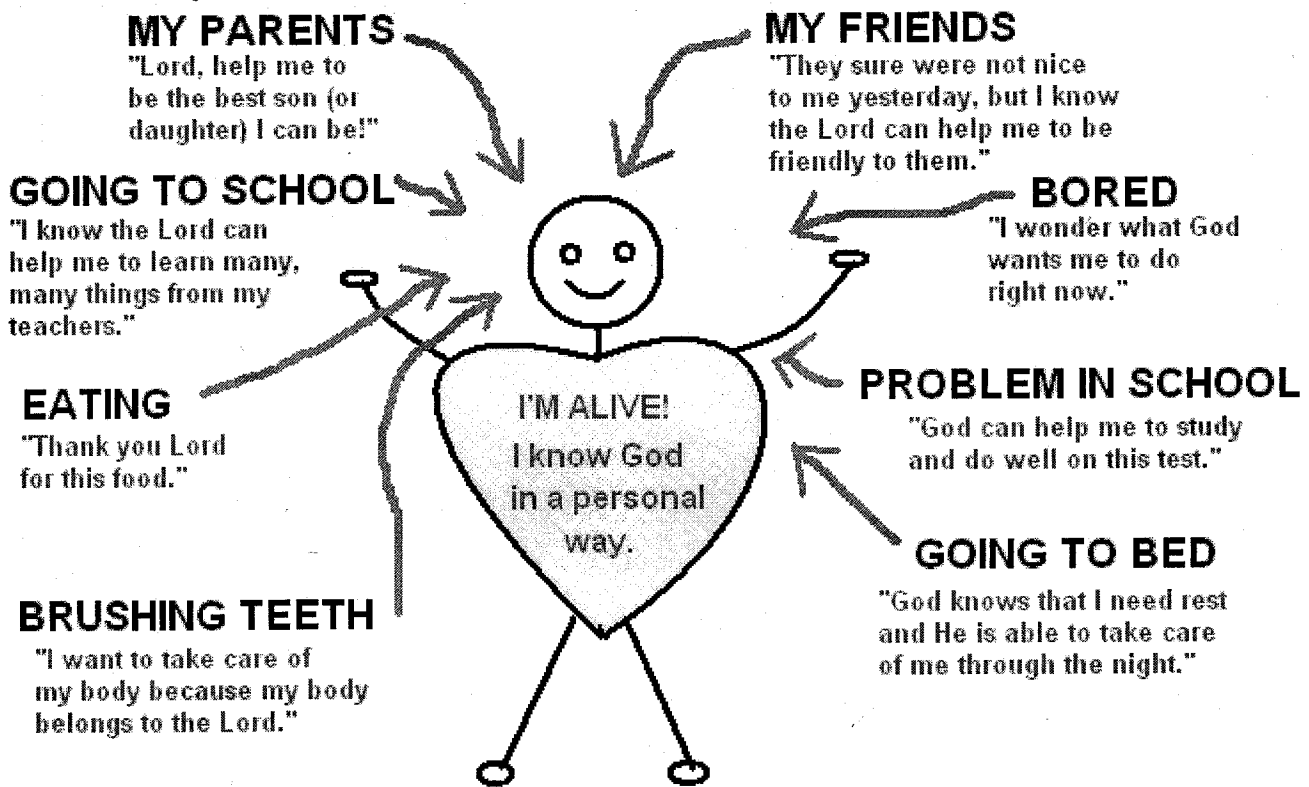 MY PARENTS
"Lord, help me to
be the best son (or
daughter) I can be!"
MY FRIENDS
"They sure were not nice
to me yesterday, but I know
the Lord can help me to be
friendly to them."
GOING TO SCHOOL
"I know the Lord can
help me to learn many,
many things from my
teachers."
BORED
"I wonder what God
wants me to do
right now."
EATING
"Thank you Lord
for this food."
I'M ALIVE!
I know God
in a personal
way.
PROBLEM IN SCHOOL
"God can help me to study
and do well on this test."
BRUSHING TEETH
"I want to take care of
my body because my body
belongs to the Lord."
GOING TO BED
"God knows that I need rest
and He is able to take care
of me through the night."